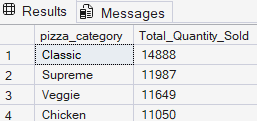 Results Messages
pizza_category Total_Quantity_Sold
1 Classic 14888
2 Supreme 11987
3 Veggie 11649
4 Chicken 11050